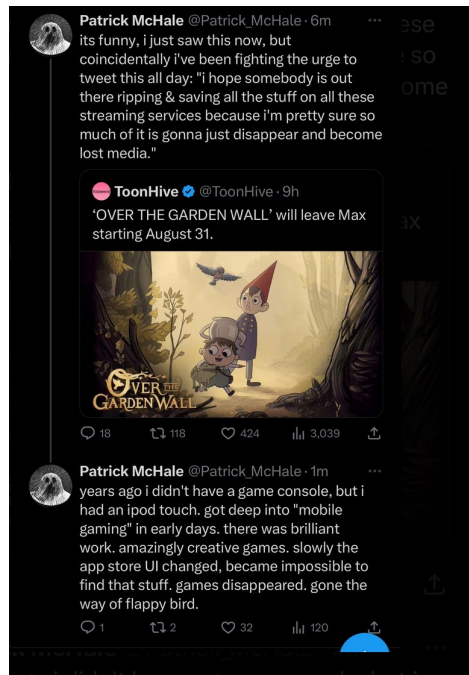 Patrick McHale @Patrick_McHale · 6m
its funny, i just saw this now, but
coincidentally i've been fighting the urge to
tweet this all day: "i hope somebody is out
there ripping & saving all the stuff on all these
streaming services because i'm pretty sure so
much of it is gonna just disappear and become
lost media."
ToonHive @ToonHive · 9h
‘OVER THE GARDEN WALL’ will leave Max
starting August 31.
OVER THE
GARDEN WALL
18 118 424 3,039
Patrick McHale @Patrick_McHale · 1m
years ago i didn't have a game console, but i
had an ipod touch. got deep into "mobile
gaming" in early days. there was brilliant
work. amazingly creative games. slowly the
app store UI changed, became impossible to
find that stuff. games disappeared. gone the
way of flappy bird.
1 2 32 120